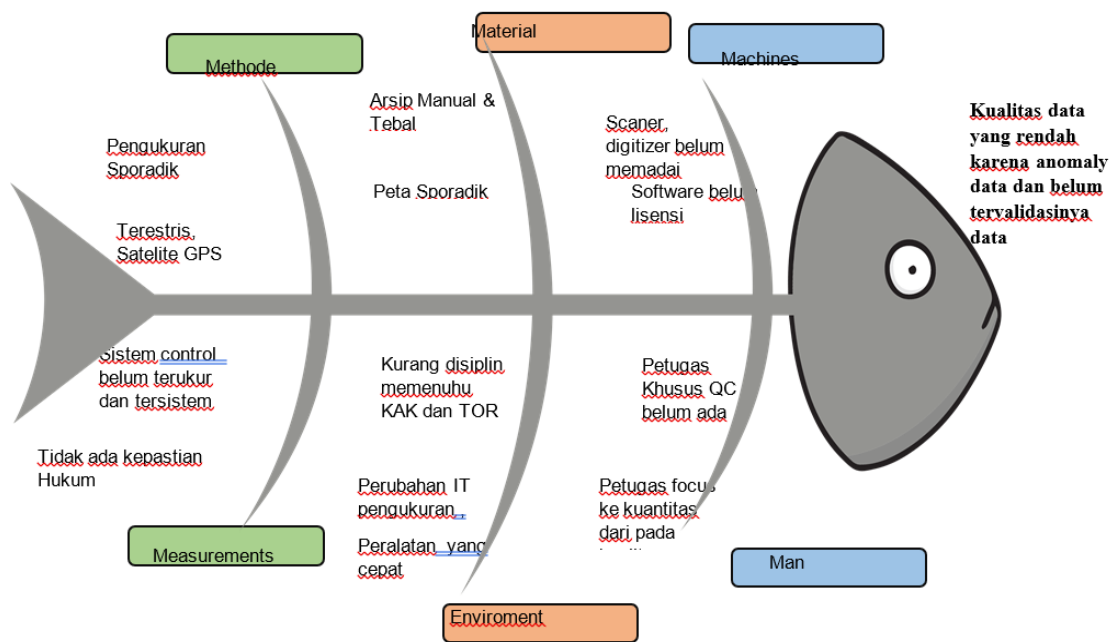 Methode
Material
Machines
Pengukuran
Sporadik
Terestris,
Satelite GPS
Arsip Manual &
Tebal
Peta Sporadik
Scaner,
digitizer belum
memadai
Software belum
lisensi
Kualitas data
yang rendah
karena anomaly
data dan belum
tervalidasinya
data
Sistem control
belum terukur
dan tersistem
Tidak ada kepastian
Hukum
Kurang disiplin
memenuhu
KAK dan TOR
Perubahan IT
pengukuran ,
Peralatan yang
cepat
Petugas
Khusus QC
belum ada
Petugas focus
ke kuantitas
dari pada
Measurements
Enviroment
Man